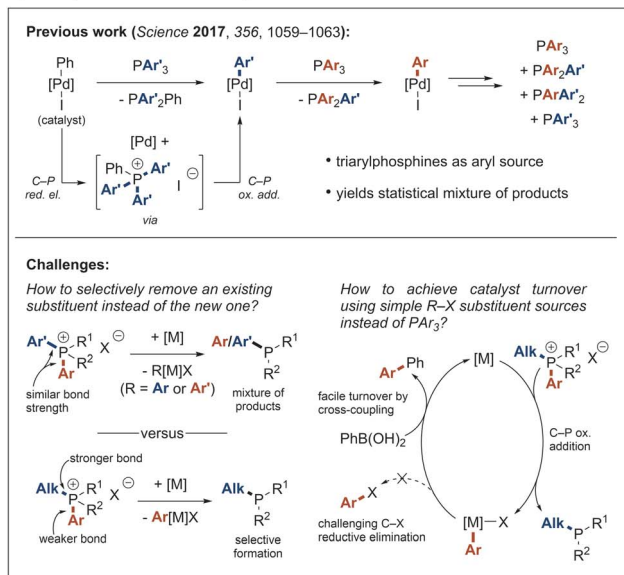 Previous work (Science 2017, 356, 1059–1063):
Ph
[Pd]
I
(catalyst)
PAr'3
- PAr'2Ph
Ar'
[Pd]
I
PAr3
- PAr2Ar'
Ar
[Pd]
I
PAr3
+ PAr2Ar'
+ PArAr'2
+ PAr'3
C–P
red. el.
[Pd] +
Ph
P
⊕
Ar'
Ar'
Ar'
I
⊖
via
C–P
ox. add.
• triarylphosphines as aryl source
• yields statistical mixture of products
Challenges:
How to selectively remove an existing
substituent instead of the new one?
Ar'
⊕
P
R1
R2
Ar
X
⊖
similar bond
strength
+ [M]
- R[M]X
(R = Ar or Ar')
Ar/Ar'
P
R1
R2
mixture of
products
versus
stronger bond
Alk
⊕
P
R1
R2
Ar
X
⊖
weaker bond
+ [M]
- Ar[M]X
Alk
P
R1
R2
selective
formation
How to achieve catalyst turnover
using simple R–X substituent sources
instead of PAr3?
Ar
Ph
facile turnover by
cross-coupling
PhB(OH)2
Ar
X
X
challenging C–X
reductive elimination
[M]
Alk
⊕
P
R1
R2
Ar
X
⊖
C–P ox.
addition
[M]—X
Ar
Alk
P
R1
R2